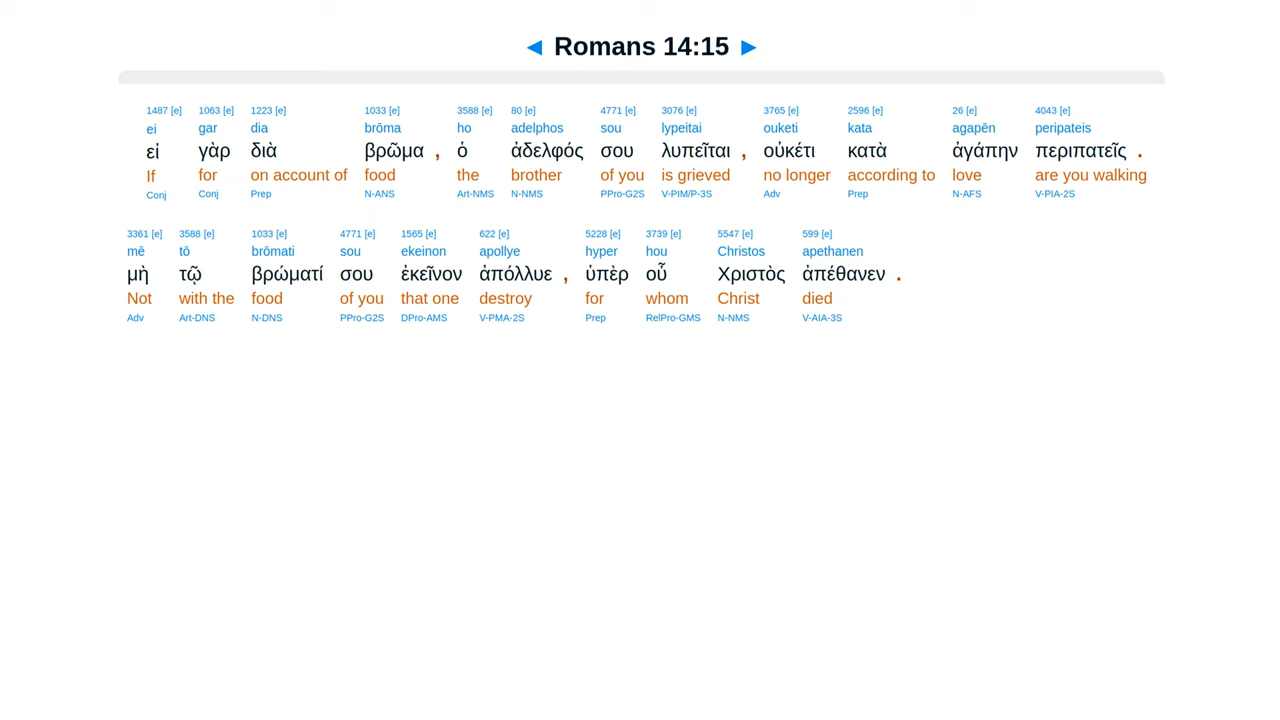 ◄ Romans 14:15 ►
1487 [e] 1063 [e] 1223 [e] 1033 [e] 3588 [e] 80 [e] 4771 [e] 3076 [e] 3765 [e] 2596 [e] 26 [e] 4043 [e]
ei gar dia brōma ho adelphos sou lypeitai ouketi kata agapēn peripateis
εἰ γὰρ διὰ βρῶμα , ὁ ἀδελφός σου λυπεῖται , οὐκέτι κατὰ ἀγάπην περιπατεῖς .
If for on account of food the brother of you is grieved no longer according to love are you walking
Conj Conj Prep N-ANS Art-NMS N-NMS PPro-G2S V-PIM/P-3S Adv Prep N-AFS V-PIA-2S
3361 [e] 3588 [e] 1033 [e] 4771 [e] 1565 [e] 622 [e] 5228 [e] 3739 [e] 5547 [e] 599 [e]
mē tō brōmati sou ekeinon apollye hyper hou Christos apethanen
μὴ τῷ βρώματί σου ἐκεῖνον ἀπόλλυε , ὑπὲρ οὗ Χριστὸς ἀπέθανεν .
Not with the food of you that one destroy for whom Christ died
Adv Art-DNS N-DNS PPro-G2S DPro-AMS V-PMA-2S Prep RelPro-GMS N-NMS V-AIA-3S